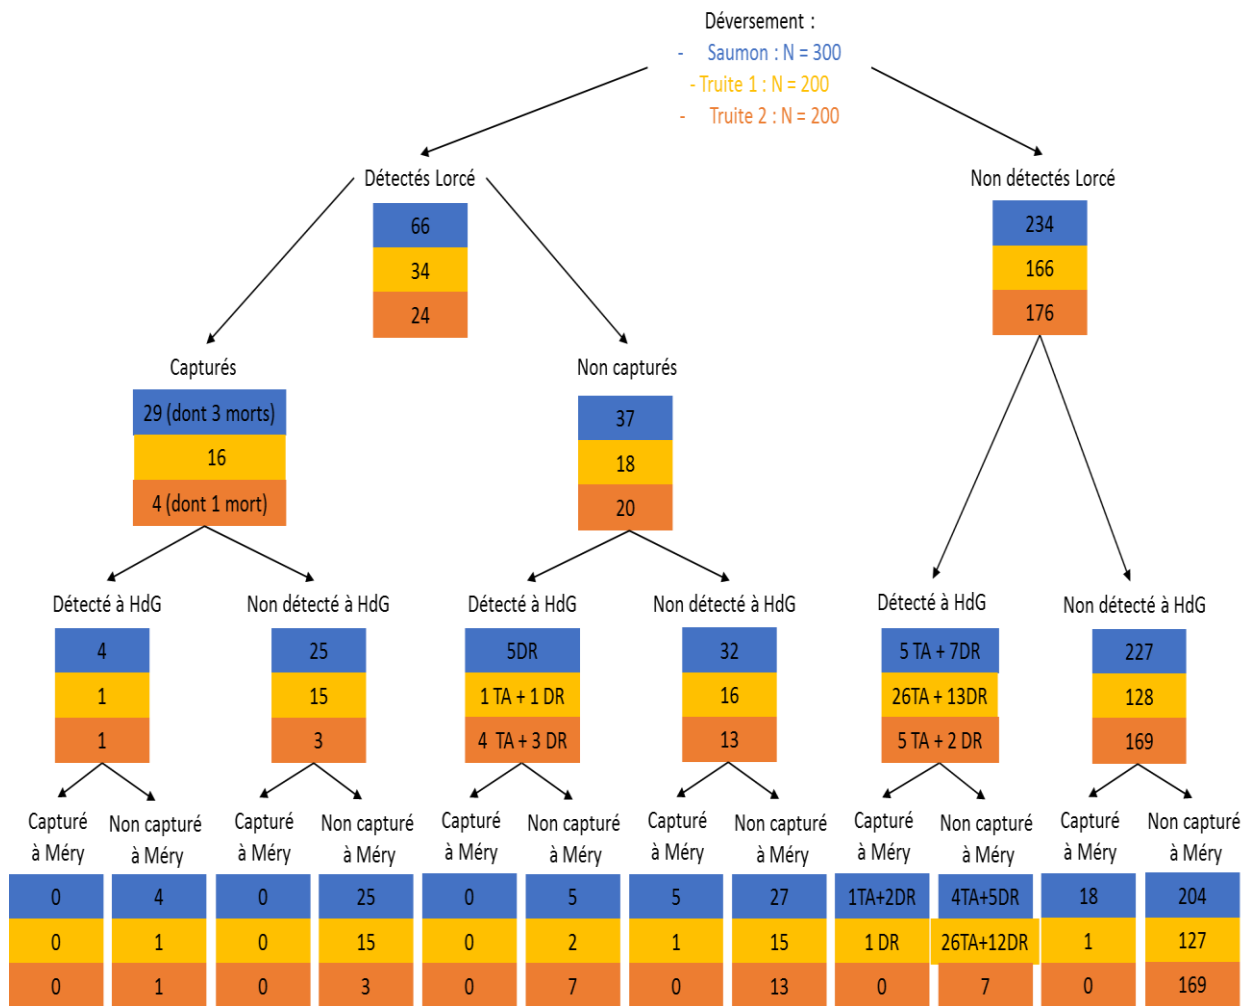 Déversement :
- Saumon : N = 300
- Truite 1 : N = 200
- Truite 2 : N = 200
Détectés Lorcé
66
34
24
Non détectés Lorcé
234
166
176
Capturés
29 (dont 3 morts)
16
4 (dont 1 mort)
Non capturés
37
18
20
Détecté à HdG
4
1
1
Non détecté à HdG
25
15
3
Détecté à HdG
5DR
1 TA + 1 DR
4 TA + 3 DR
Non détecté à HdG
32
16
13
Détecté à HdG
5 TA + 7DR
26TA + 13DR
5 TA + 2 DR
Non détecté à HdG
227
128
169
Capturé
à Méry
0
0
0
Non capturé
à Méry
4
1
1
Capturé
à Méry
0
0
0
Non capturé
à Méry
25
15
3
Capturé
à Méry
0
0
0
Non capturé
à Méry
5
2
7
Capturé
à Méry
5
1
0
Non capturé
à Méry
27
15
13
Capturé
à Méry
1TA+2DR
1 DR
0
Non capturé
à Méry
4TA+5DR
26TA+12DR
7
Capturé
à Méry
18
1
0
Non capturé
à Méry
204
127
169